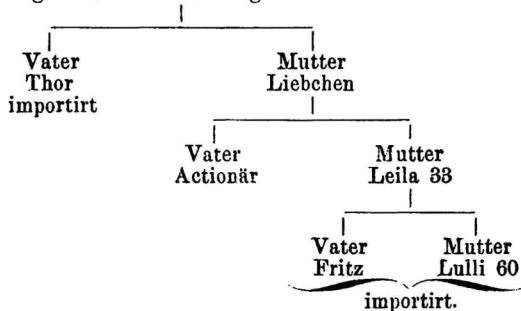 Vater Mutter
Thor Liebchen
importirt
Vater Mutter
Actionär Leila 33
Vater Mutter
Fritz Lulli 60
importirt.